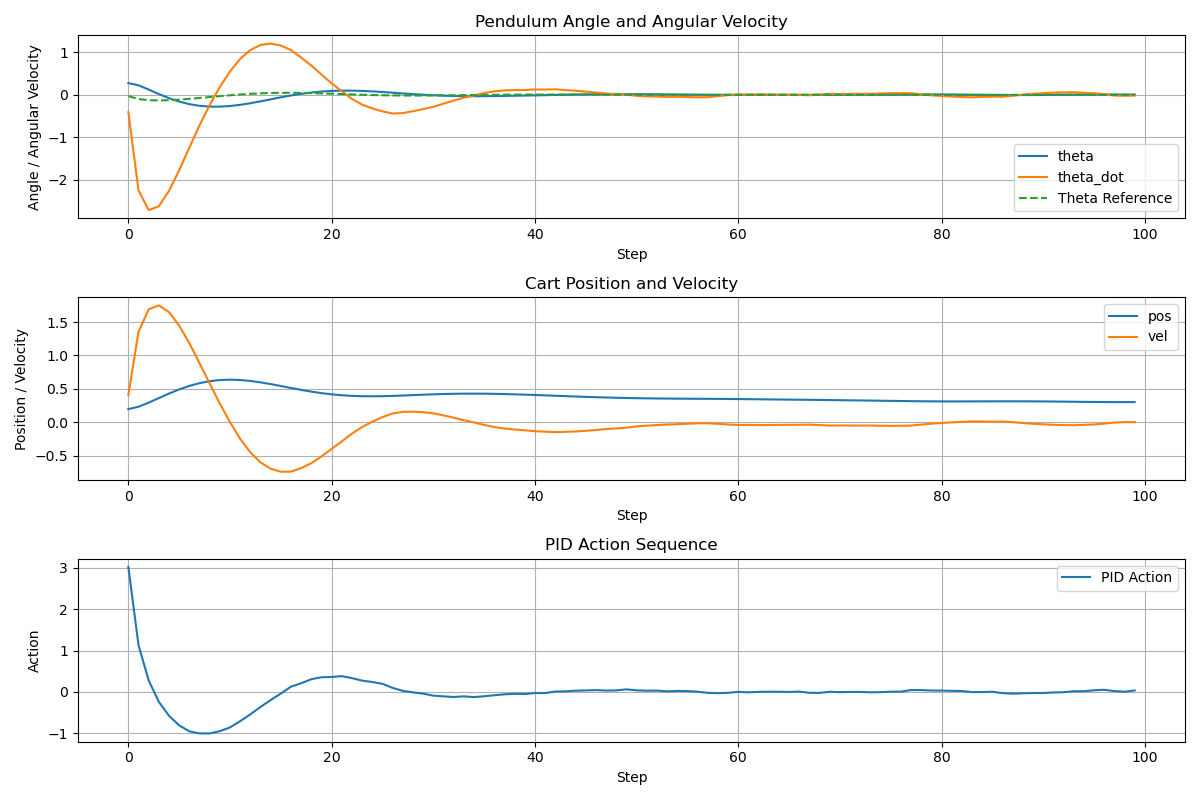 Pendulum Angle and Angular Velocity
Angle / Angular Velocity
1
0
−1
−2
theta
theta_dot
Theta Reference
0 20 40 60 80 100
Step
Cart Position and Velocity
Position / Velocity
1.5
1.0
0.5
0.0
−0.5
pos
vel
0 20 40 60 80 100
Step
PID Action Sequence
Action
3
2
1
0
−1
PID Action
0 20 40 60 80 100
Step